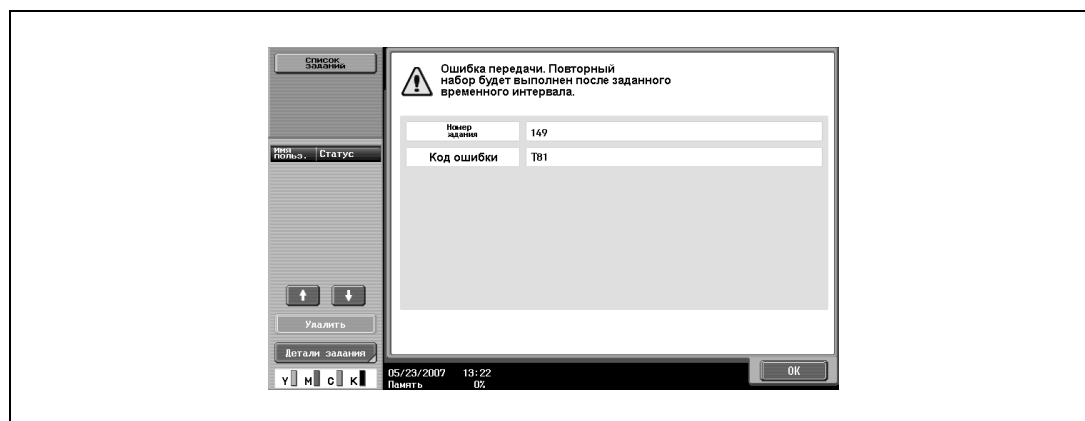 Список
заданий
Ошибка передачи. Повторный
набор будет выполнен после заданного
временного интервала.
Номер
задания
149
Код ошибки
T81
Имя
польз.
Статус
Удалить
Детали задания
Y M C K
05/23/2007 13:22
Память 0%
OK